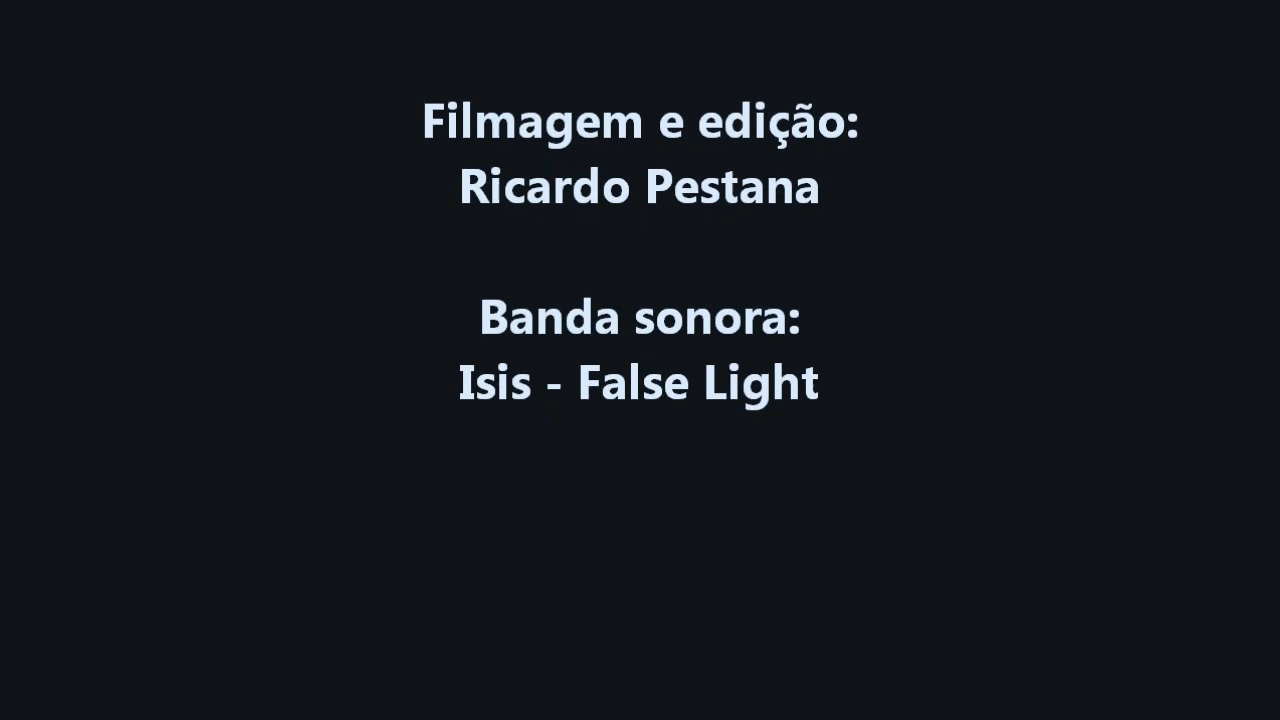 Filmagem e edição:
Ricardo Pestana
Banda sonora:
Isis - False Light